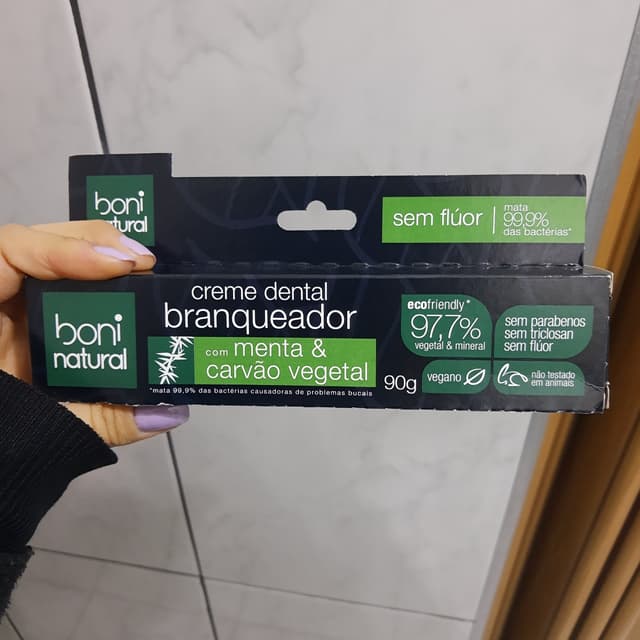 boni
natural
sem flúor
mata
99,9%
das bactérias*
boni
natural
creme dental
branqueador
com menta &
carvão vegetal
*mata 99,9% das bactérias causadoras de problemas bucais
90g
ecofriendly*
97,7%
vegetal & mineral
sem parabenos
sem triclosan
sem flúor
vegano
não testado
em animais